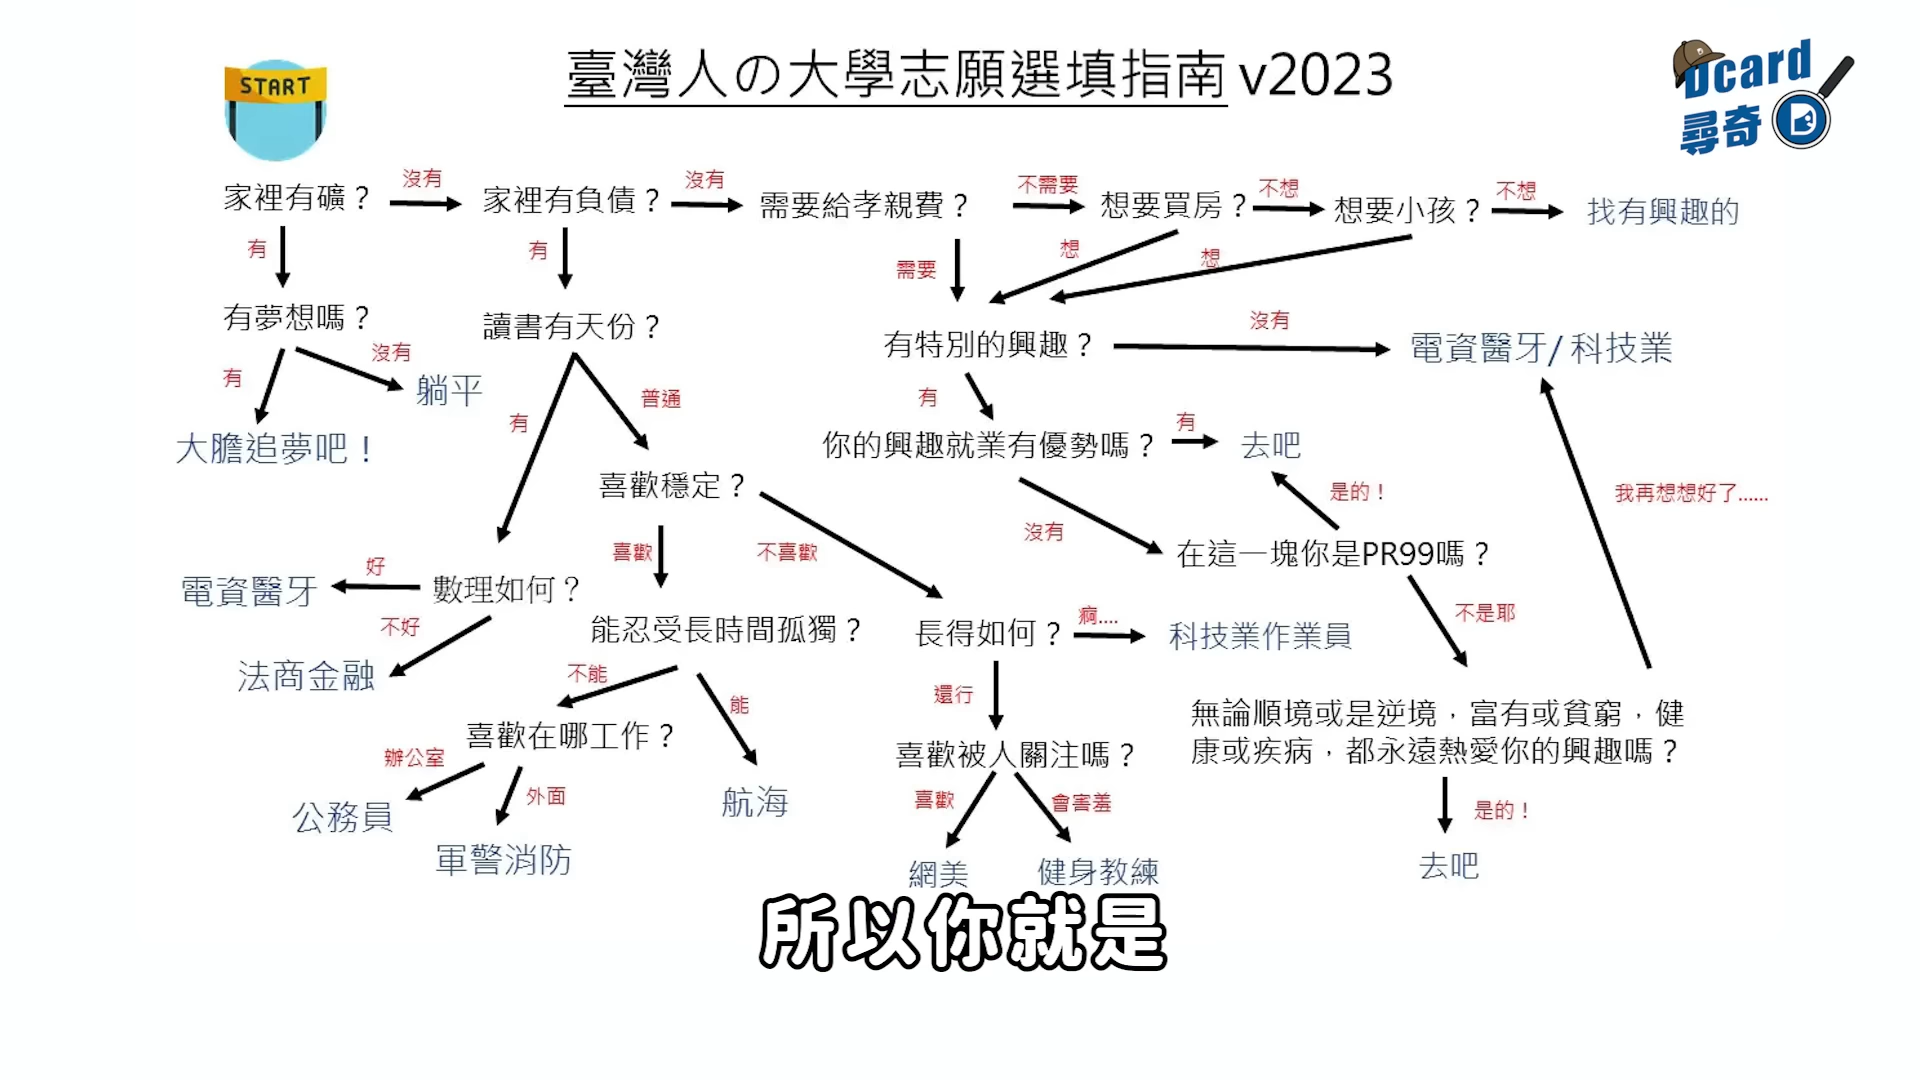 臺灣人の大學志願選填指南 v2023
START
Dcard
尋奇
D
家裡有礦？
沒有
家裡有負債？
沒有
需要給孝親費？
不需要
想要買房？
不想
想要小孩？
不想
找有興趣的
有
有
需要
想
想
有夢想嗎？
讀書有天份？
有特別的興趣？
沒有
電資醫牙/ 科技業
有
沒有
躺平
大膽追夢吧！
有
普通
有
你的興趣就業有優勢嗎？
有
去吧
喜歡穩定？
是的！
我再想想好了......
沒有
在這一塊你是PR99嗎？
喜歡
不喜歡
電資醫牙
好
數理如何？
不好
法商金融
能忍受長時間孤獨？
長得如何？
痾....
科技業作業員
不是耶
不能
能
還行
喜歡在哪工作？
喜歡被人關注嗎？
無論順境或是逆境，富有或貧窮，健
康或疾病，都永遠熱愛你的興趣嗎？
辦公室
外面
公務員
軍警消防
航海
喜歡
會害羞
網美
健身教練
是的！
去吧
所以你就是